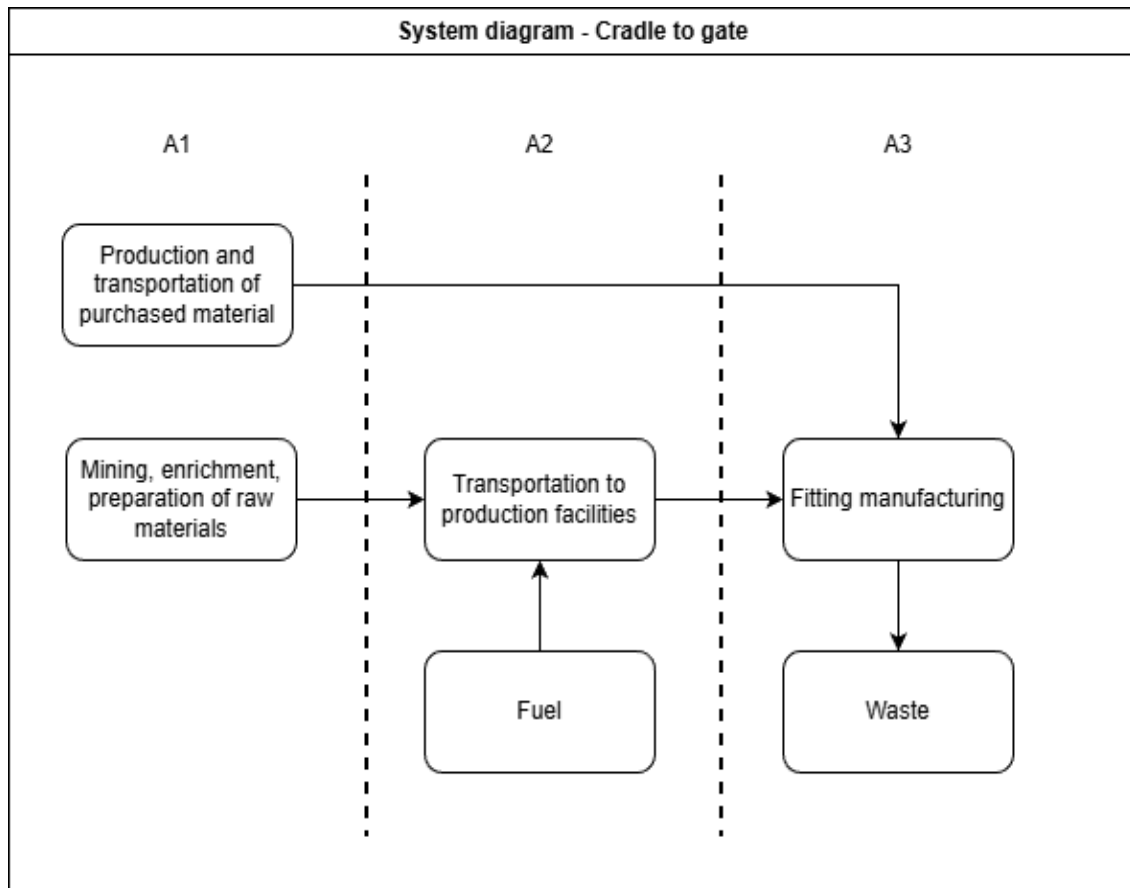 System diagram - Cradle to gate
A1
A2
A3
Production and
transportation of
purchased material
Mining, enrichment,
preparation of raw
materials
Transportation to
production facilities
Fitting manufacturing
Fuel
Waste